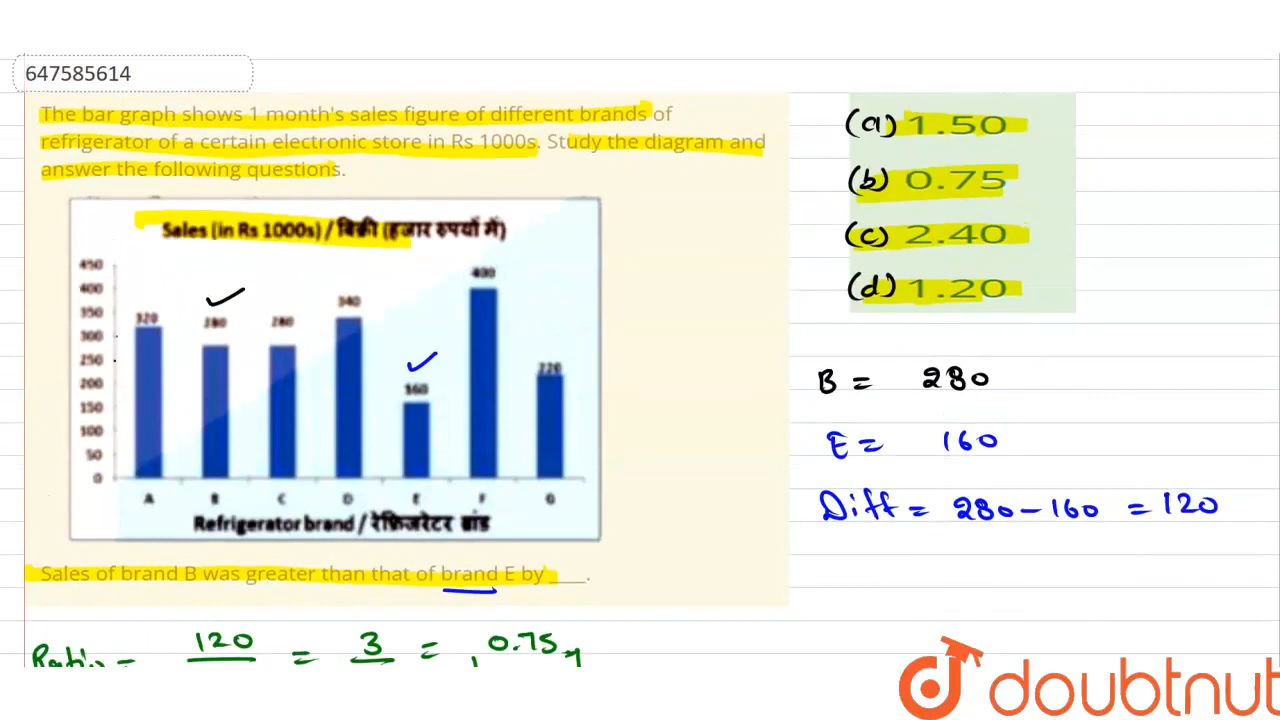 647585614
The bar graph shows 1 month's sales figure of different brands of
refrigerator of a certain electronic store in Rs 1000s. Study the diagram and
answer the following questions.
Sales (in Rs 1000s) / बिक्री (हजार रुपयों में)
450
400
350
300
250
200
150
100
50
0
320
280
280
340
160
400
220
A B C D E F G
Refrigerator brand / रेफ्रिजरेटर ब्रांड
Sales of brand B was greater than that of brand E by ____.
Ratio = 120 = 3 = 0.75
(a) 1.50
(b) 0.75
(c) 2.40
(d) 1.20
B = 280
E = 160
Diff = 280 - 160 = 120
doubtnut